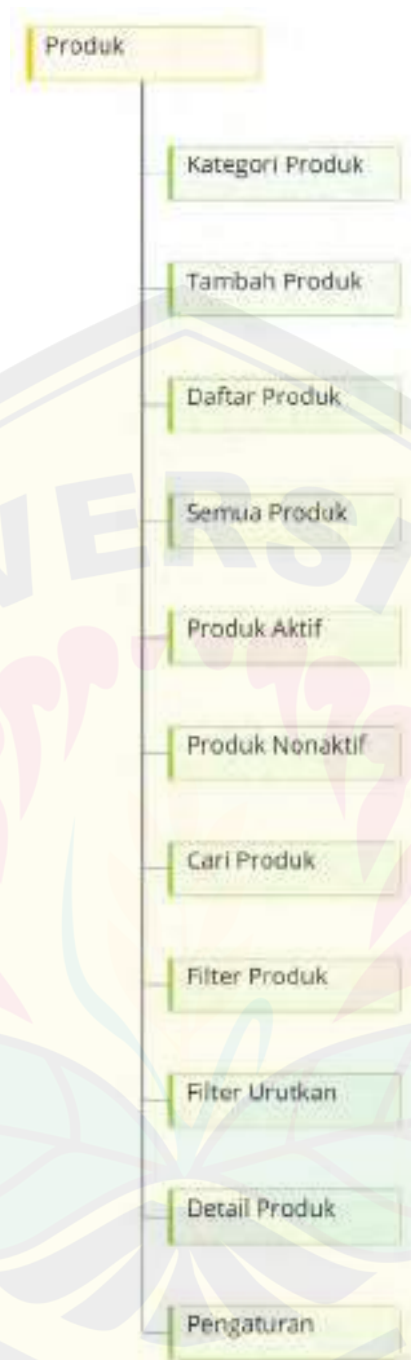 Produk
Kategori Produk
Tambah Produk
Daftar Produk
Semua Produk
Produk Aktif
Produk Nonaktif
Cari Produk
Filter Produk
Filter Urutkan
Detail Produk
Pengaturan